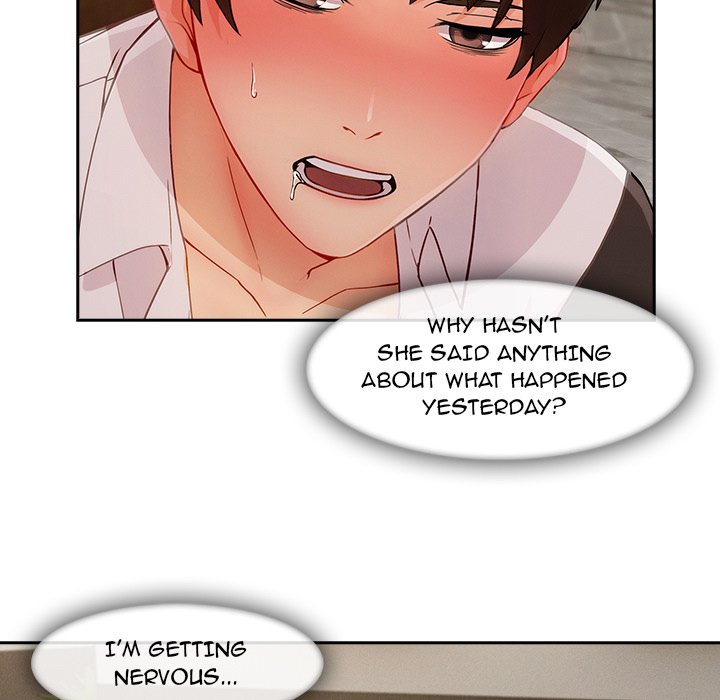 WHY HASN'T
SHE SAID ANYTHING
ABOUT WHAT HAPPENED
YESTERDAY?
I'M GETTING
NERVOUS...